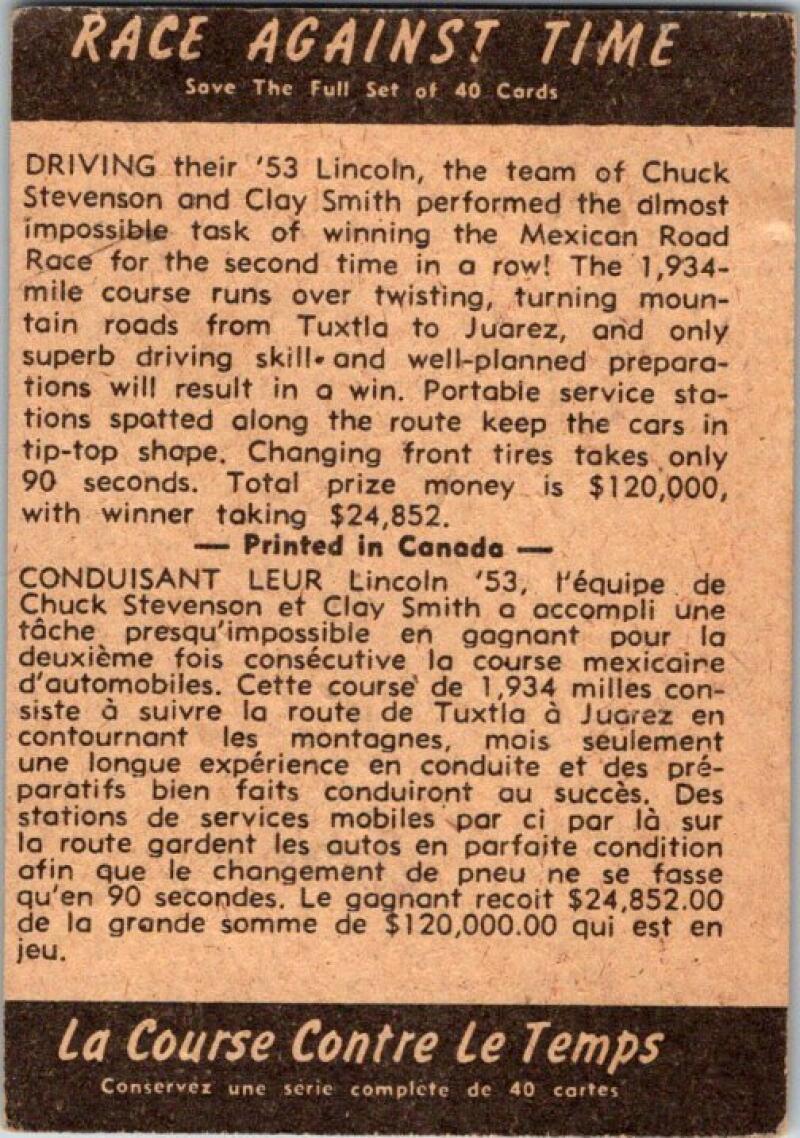 RACE AGAINST TIME
Save The Full Set of 40 Cards
DRIVING their '53 Lincoln, the team of Chuck
Stevenson and Clay Smith performed the almost
impossible task of winning the Mexican Road
Race for the second time in a row! The 1,934-
mile course runs over twisting, turning moun-
tain roads from Tuxtla to Juarez, and only
superb driving skill and well-planned prepara-
tions will result in a win. Portable service sta-
tions spotted along the route keep the cars in
tip-top shape. Changing front tires takes only
90 seconds. Total prize money is $120,000,
with winner taking $24,852.
— Printed in Canada —
CONDUISANT LEUR Lincoln '53, l'équipe de
Chuck Stevenson et Clay Smith a accompli une
tâche presqu'impossible en gagnant pour la
deuxième fois consécutive la course mexicaine
d'automobiles. Cette course de 1,934 milles con-
siste à suivre la route de Tuxtla à Juarez en
contournant les montagnes, mais seulement
une longue expérience en conduite et des pré-
paratifs bien faits conduiront au succès. Des
stations de services mobiles par ci par là sur
la route gardent les autos en parfaite condition
afin que le changement de pneu ne se fasse
qu'en 90 secondes. Le gagnant recoit $24,852.00
de la grande somme de $120,000.00 qui est en
jeu.
La Course Contre Le Temps
Conservez une série complète de 40 cartes